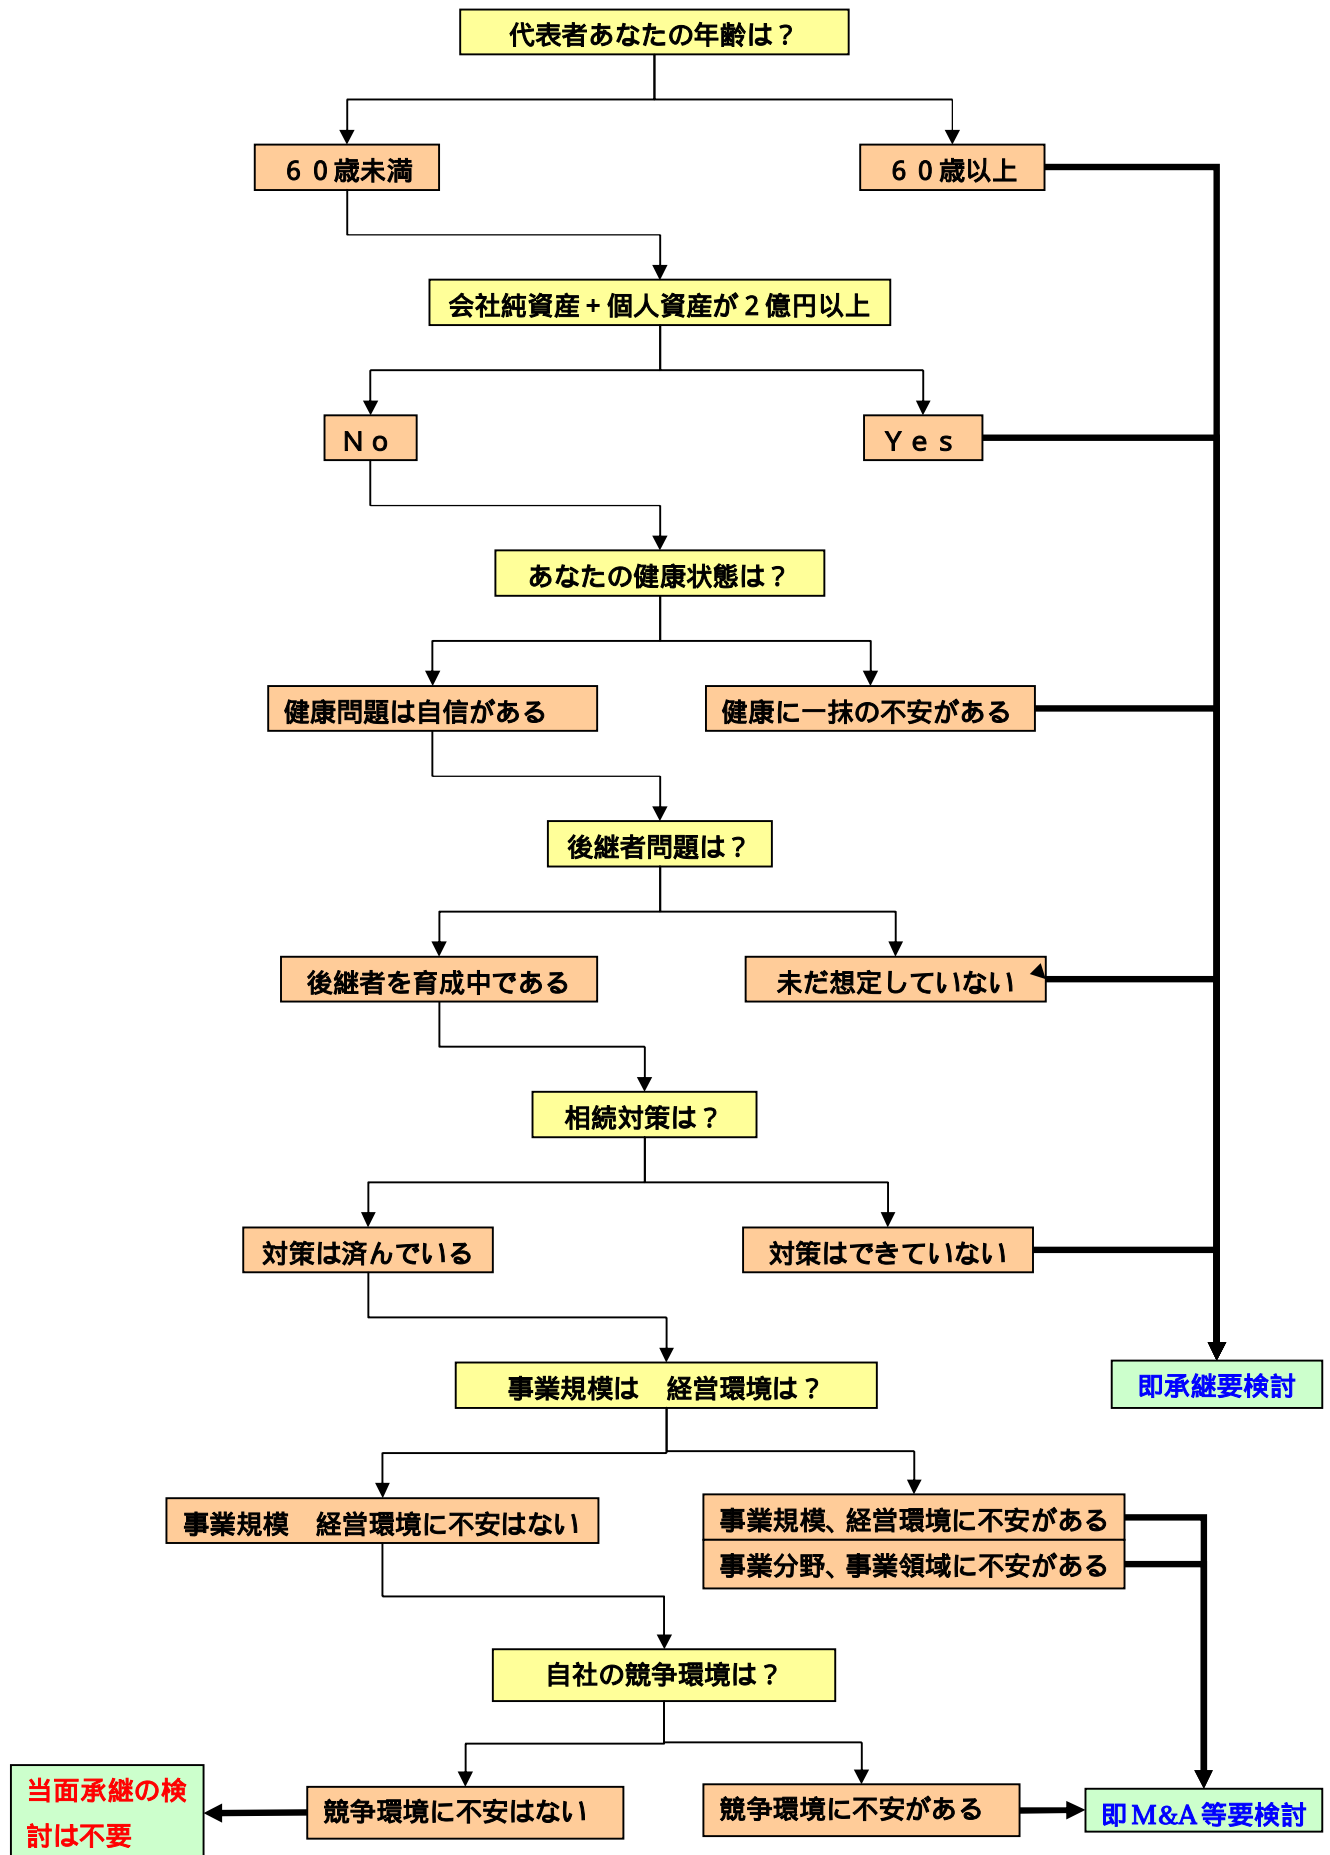 代表者あなたの年齢は？
６０歳未満
６０歳以上
会社純資産＋個人資産が２億円以上
Ｎｏ
Ｙｅｓ
あなたの健康状態は？
健康問題は自信がある
健康に一抹の不安がある
後継者問題は？
後継者を育成中である
未だ想定していない
相続対策は？
対策は済んでいる
対策はできていない
事業規模は　経営環境は？
即承継要検討
事業規模　経営環境に不安はない
事業規模、経営環境に不安がある
事業分野、事業領域に不安がある
自社の競争環境は？
当面承継の検
討は不要
競争環境に不安はない
競争環境に不安がある
即M&A等要検討